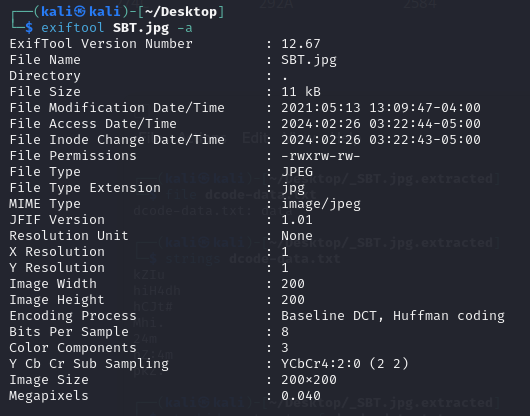 ┌──(kali㉿kali)-[~/Desktop]
└─$ exiftool SBT.jpg -a
ExifTool Version Number         : 12.67
File Name                       : SBT.jpg
Directory                       : .
File Size                       : 11 kB
File Modification Date/Time     : 2021:05:13 13:09:47-04:00
File Access Date/Time           : 2024:02:26 03:22:44-05:00
File Inode Change Date/Time     : 2024:02:26 03:22:43-05:00
File Permissions                : -rwxrw-rw-
File Type                       : JPEG
File Type Extension             : jpg
MIME Type                       : image/jpeg
JFIF Version                    : 1.01
Resolution Unit                 : None
X Resolution                    : 1
Y Resolution                    : 1
Image Width                     : 200
Image Height                    : 200
Encoding Process                : Baseline DCT, Huffman coding
Bits Per Sample                 : 8
Color Components                : 3
Y Cb Cr Sub Sampling            : YCbCr4:2:0 (2 2)
Image Size                      : 200×200
Megapixels                      : 0.040